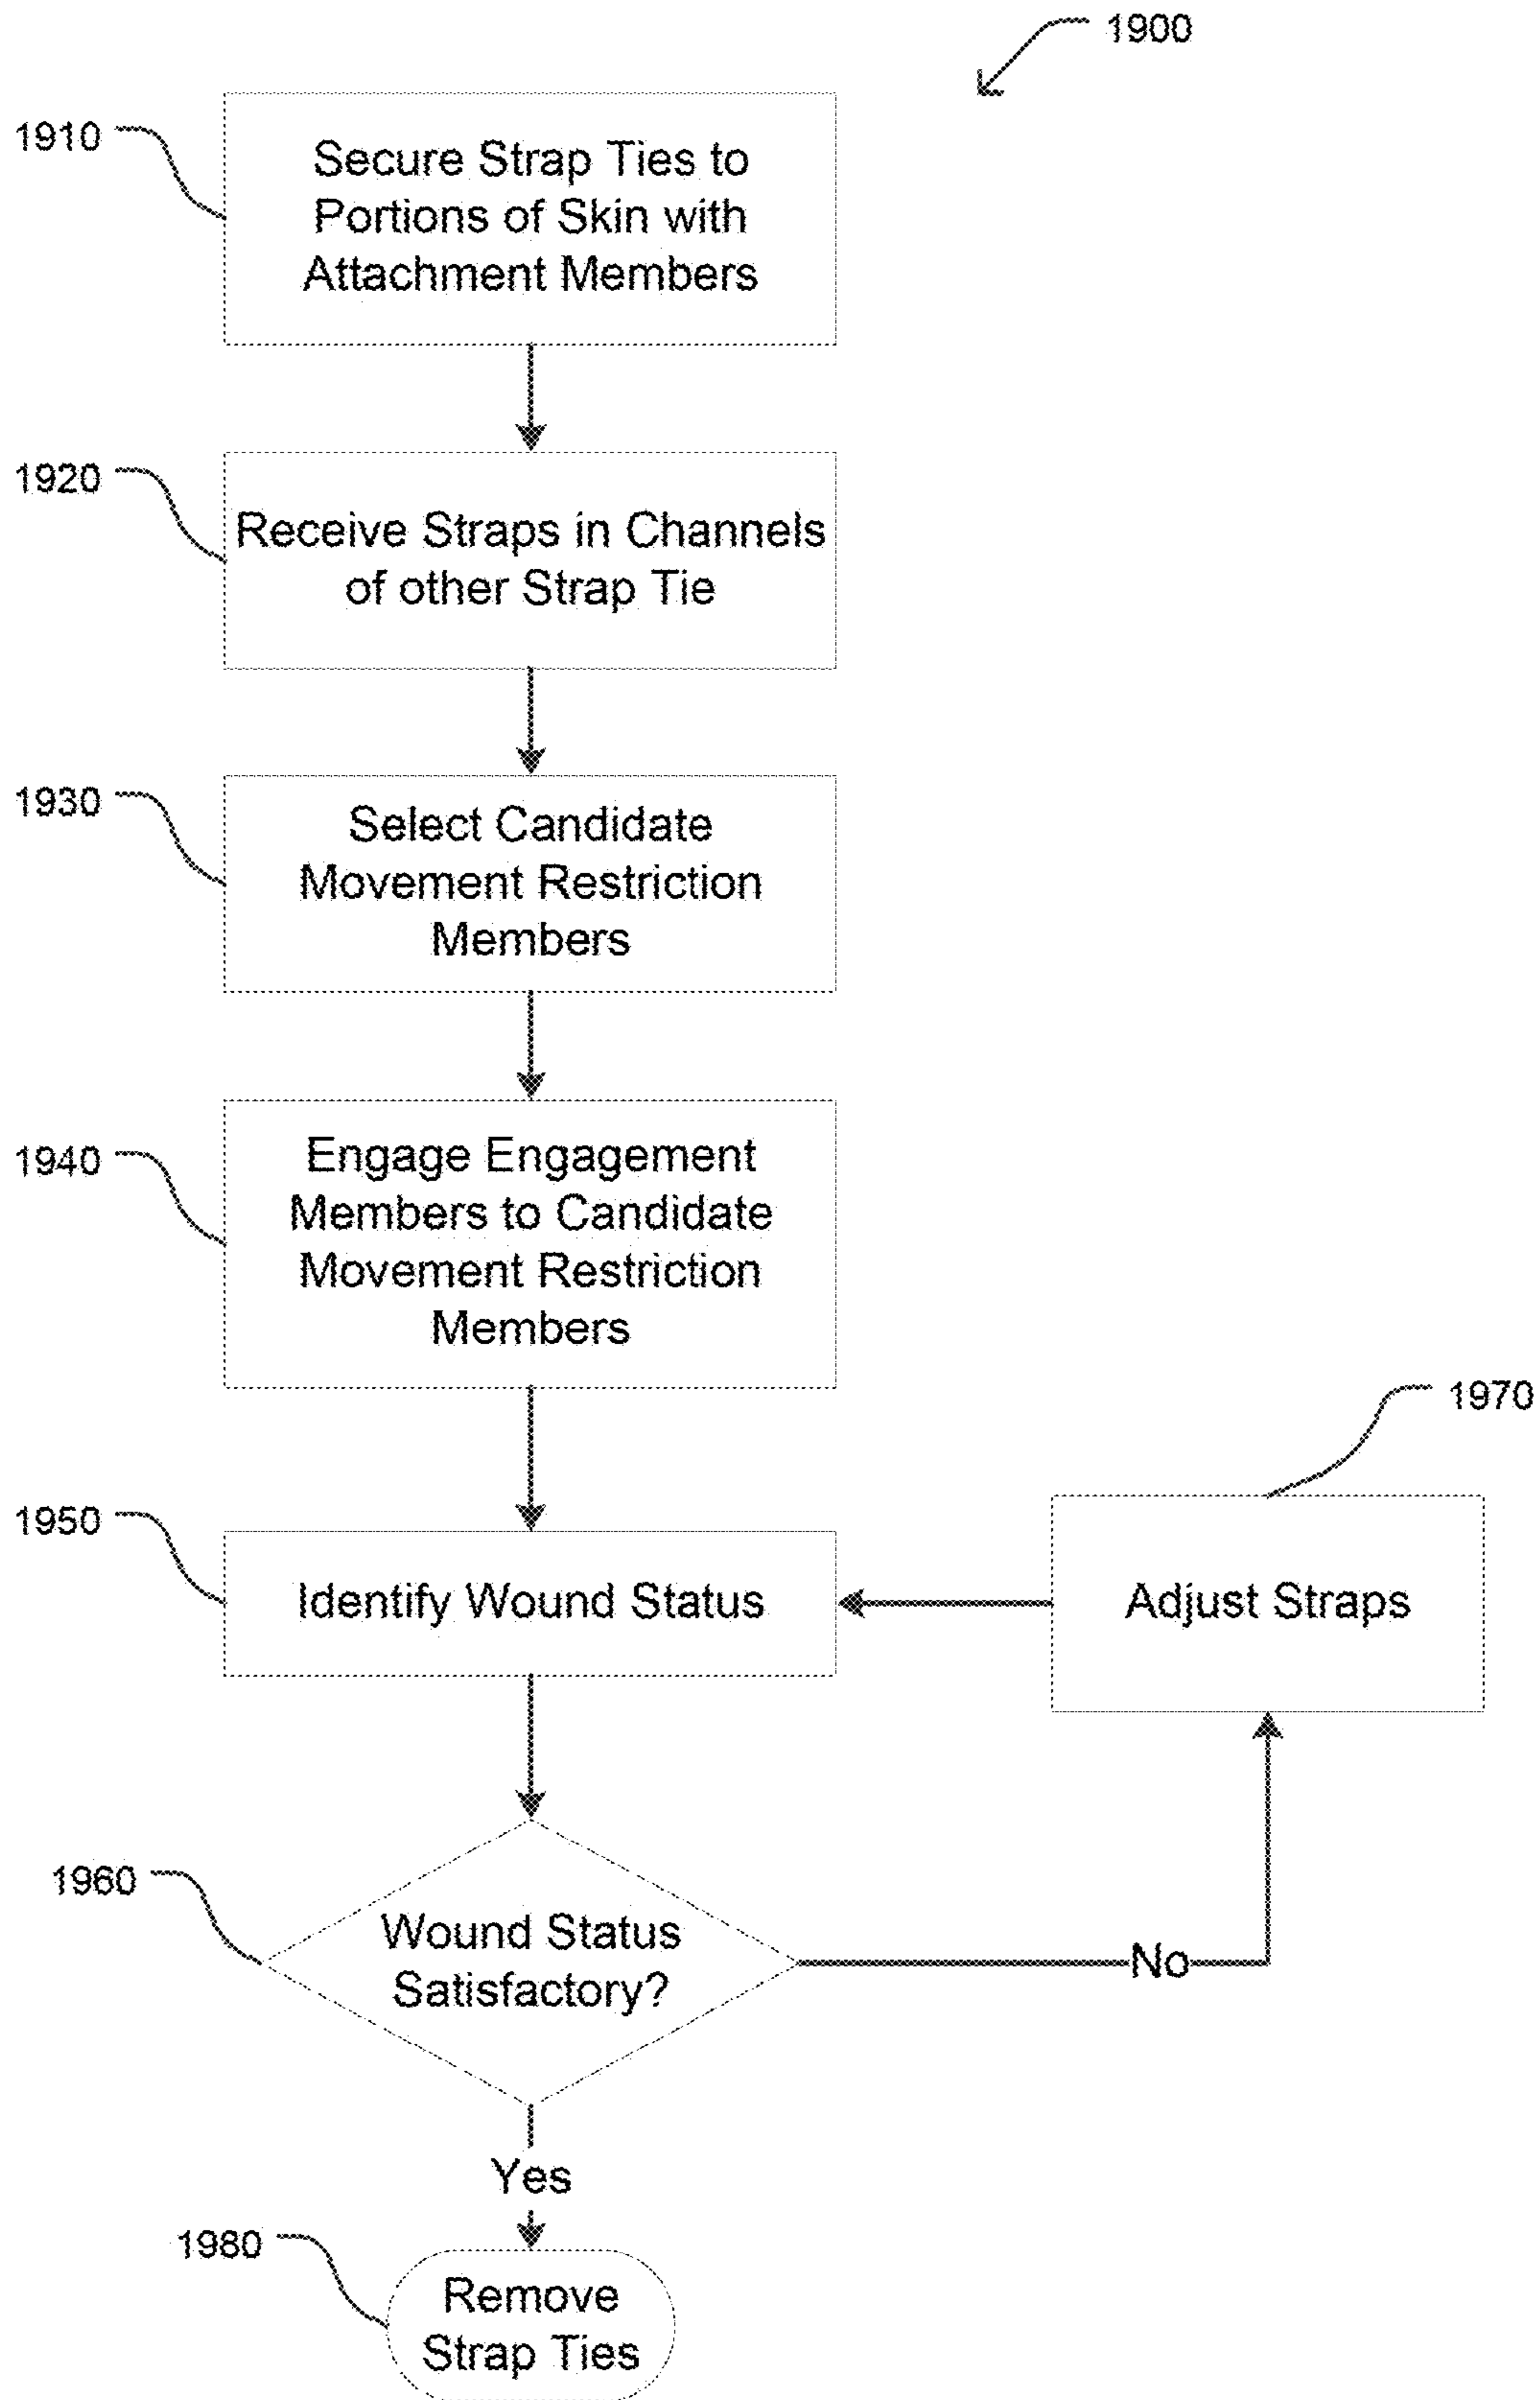 1900
1910
Secure Strap Ties to
Portions of Skin with
Attachment Members
1920
Receive Straps in Channels
of other Strap Tie
1930
Select Candidate
Movement Restriction
Members
1940
Engage Engagement
Members to Candidate
Movement Restriction
Members
1970
1950
Identify Wound Status
Adjust Straps
1960
Wound Status
Satisfactory?
No
Yes
1980
Remove
Strap Ties